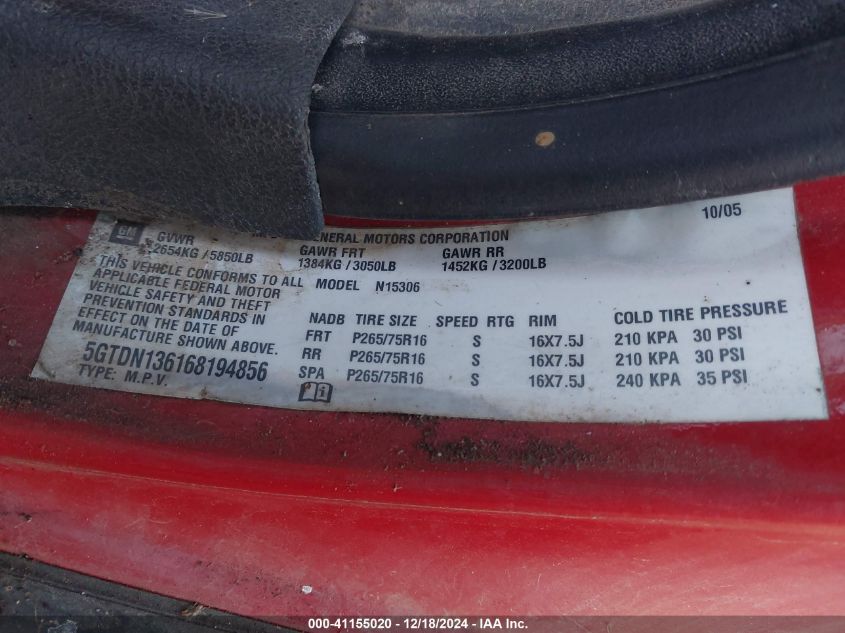 10/05
GM GENERAL MOTORS CORPORATION
GVWR GAWR FRT GAWR RR
2654KG / 5850LB 1384KG / 3050LB 1452KG / 3200LB
THIS VEHICLE CONFORMS TO ALL
APPLICABLE FEDERAL MOTOR
VEHICLE SAFETY AND THEFT
PREVENTION STANDARDS IN
EFFECT ON THE DATE OF
MANUFACTURE SHOWN ABOVE.
5GTDN136168194856
TYPE: M.P.V.
MODEL N15306
NADB TIRE SIZE SPEED RTG RIM COLD TIRE PRESSURE
FRT P265/75R16 S 16X7.5J 210 KPA 30 PSI
RR P265/75R16 S 16X7.5J 210 KPA 30 PSI
SPA P265/75R16 S 16X7.5J 240 KPA 35 PSI
000-41155020 - 12/18/2024 - IAA Inc.